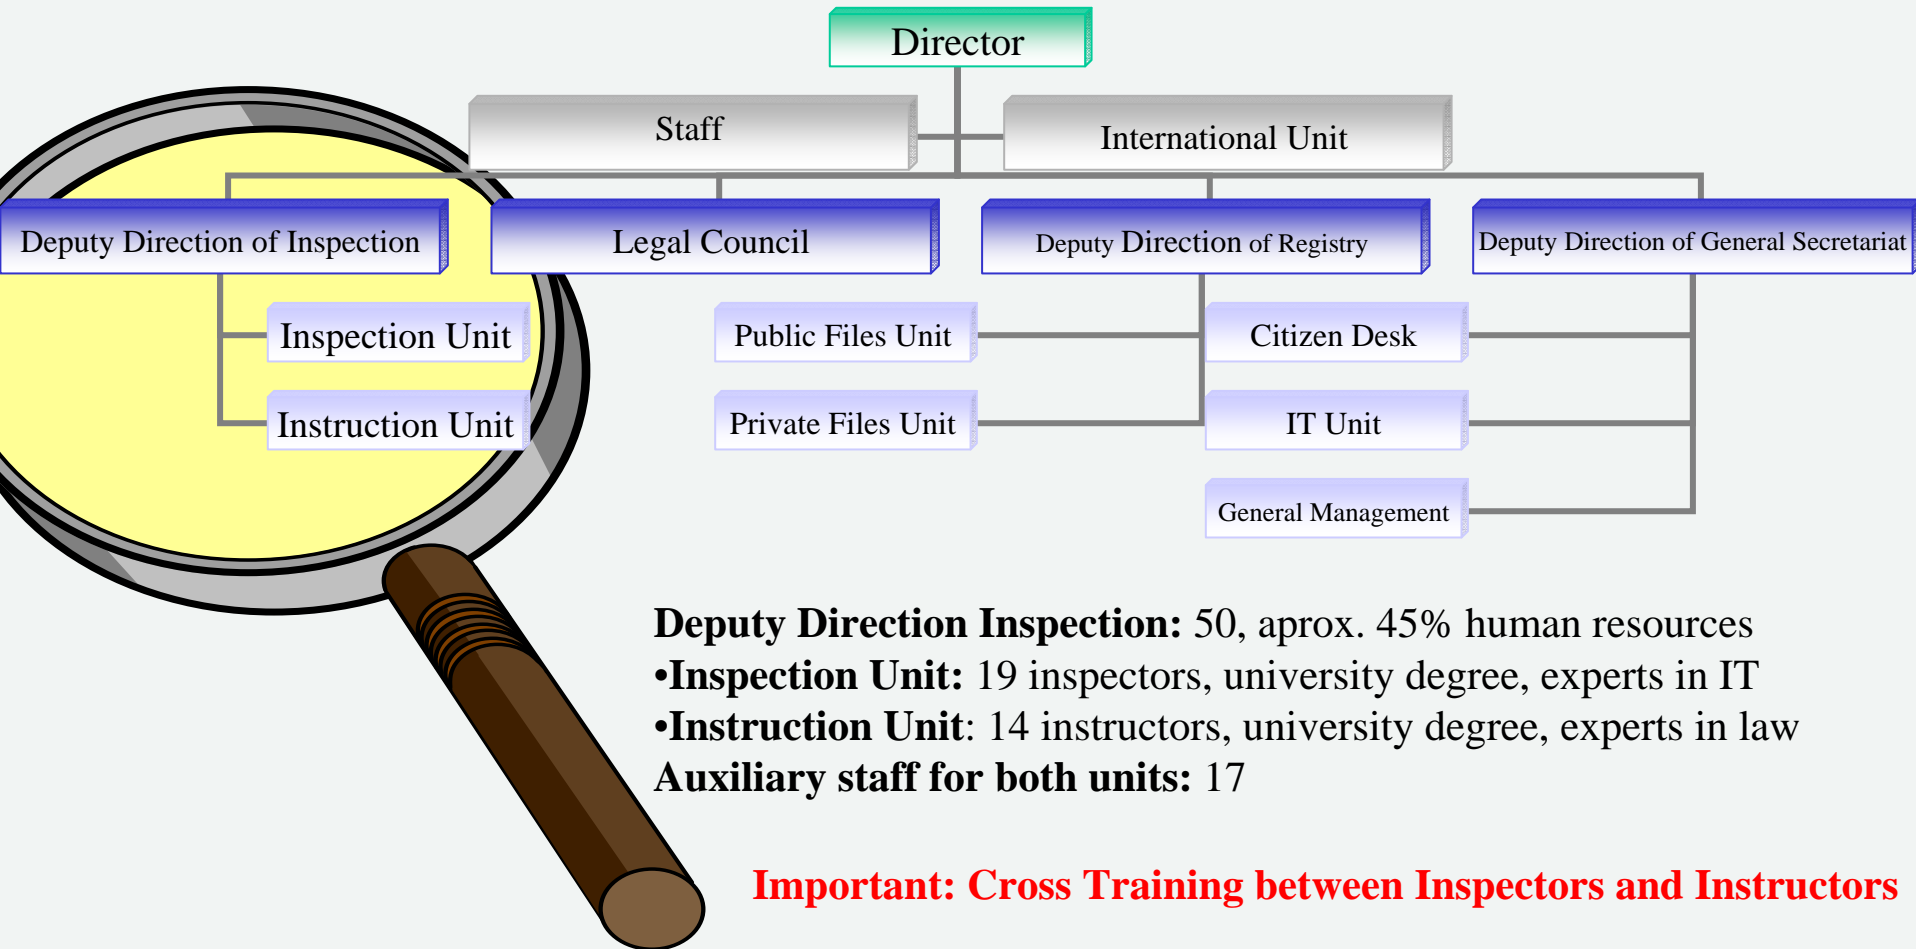 Director
Staff
International Unit
Deputy Direction of Inspection
Legal Council
Deputy Direction of Registry
Deputy Direction of General Secretariat
Inspection Unit
Public Files Unit
Citizen Desk
Instruction Unit
Private Files Unit
IT Unit
General Management
Deputy Direction Inspection: 50, aprox. 45% human resources
•Inspection Unit: 19 inspectors, university degree, experts in IT
•Instruction Unit: 14 instructors, university degree, experts in law
Auxiliary staff for both units: 17
Important: Cross Training between Inspectors and Instructors